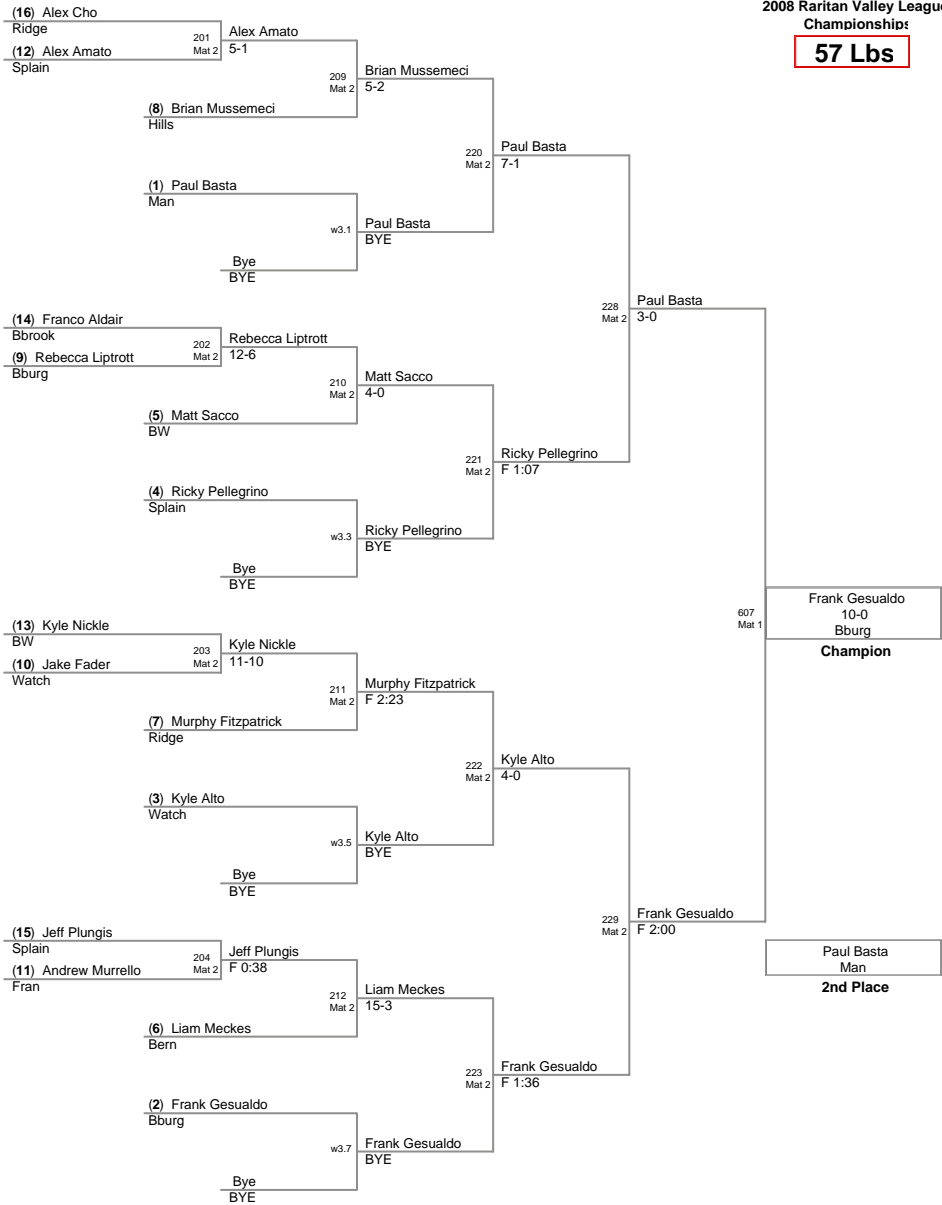 2008 Raritan Valley League
Championships
57 Lbs
(16) Alex Cho
Ridge
201
Mat 2
Alex Amato
5-1
(12) Alex Amato
Splain
209
Mat 2
Brian Mussemeci
5-2
(8) Brian Mussemeci
Hills
220
Mat 2
Paul Basta
7-1
(1) Paul Basta
Man
w3.1
Paul Basta
BYE
Bye
BYE
228
Mat 2
Paul Basta
3-0
(14) Franco Aldair
Bbrook
202
Mat 2
Rebecca Liptrott
12-6
(9) Rebecca Liptrott
Bburg
210
Mat 2
Matt Sacco
4-0
(5) Matt Sacco
BW
221
Mat 2
Ricky Pellegrino
F 1:07
(4) Ricky Pellegrino
Splain
w3.3
Ricky Pellegrino
BYE
Bye
BYE
607
Mat 1
Frank Gesualdo
10-0
Bburg
Champion
(13) Kyle Nickle
BW
203
Mat 2
Kyle Nickle
11-10
(10) Jake Fader
Watch
211
Mat 2
Murphy Fitzpatrick
F 2:23
(7) Murphy Fitzpatrick
Ridge
222
Mat 2
Kyle Alto
4-0
(3) Kyle Alto
Watch
w3.5
Kyle Alto
BYE
Bye
BYE
229
Mat 2
Frank Gesualdo
F 2:00
(15) Jeff Plungis
Splain
204
Mat 2
Jeff Plungis
F 0:38
(11) Andrew Murrello
Fran
212
Mat 2
Liam Meckes
15-3
(6) Liam Meckes
Bern
223
Mat 2
Frank Gesualdo
F 1:36
(2) Frank Gesualdo
Bburg
w3.7
Frank Gesualdo
BYE
Bye
BYE
Paul Basta
Man
2nd Place